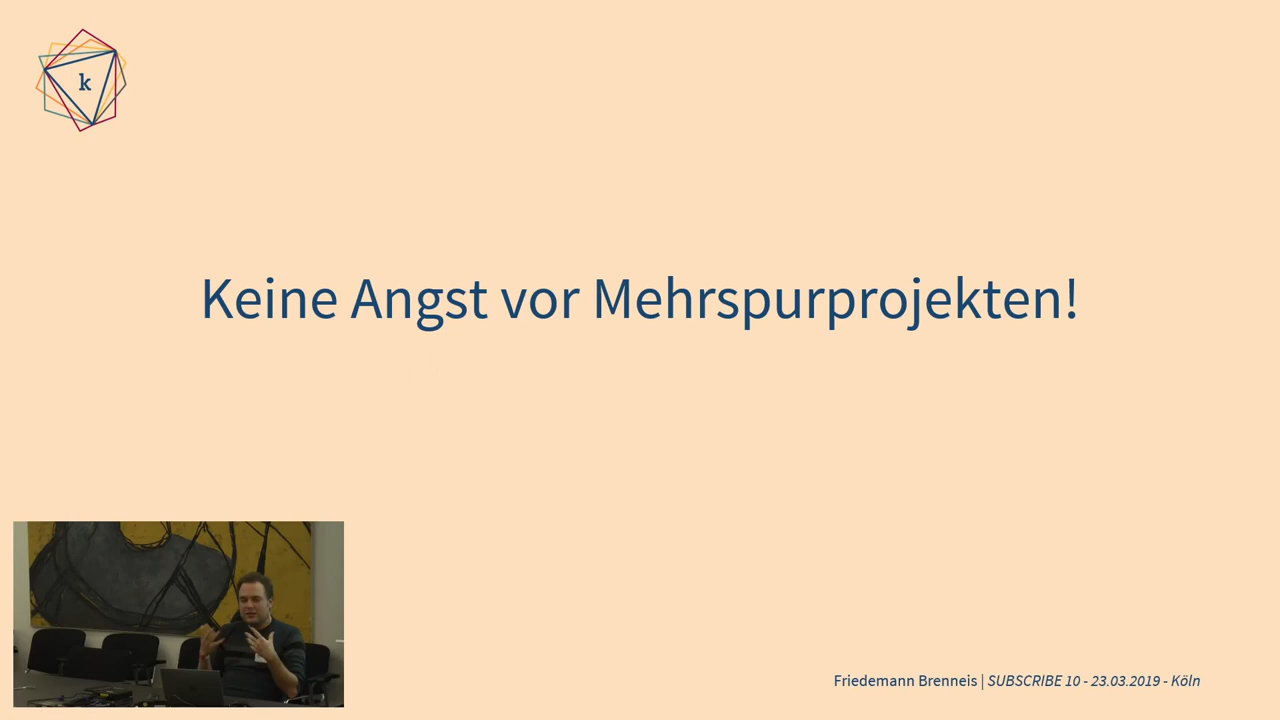 k
Keine Angst vor Mehrspurprojekten!
Friedemann Brenneis | SUBSCRIBE 10 - 23.03.2019 - Köln